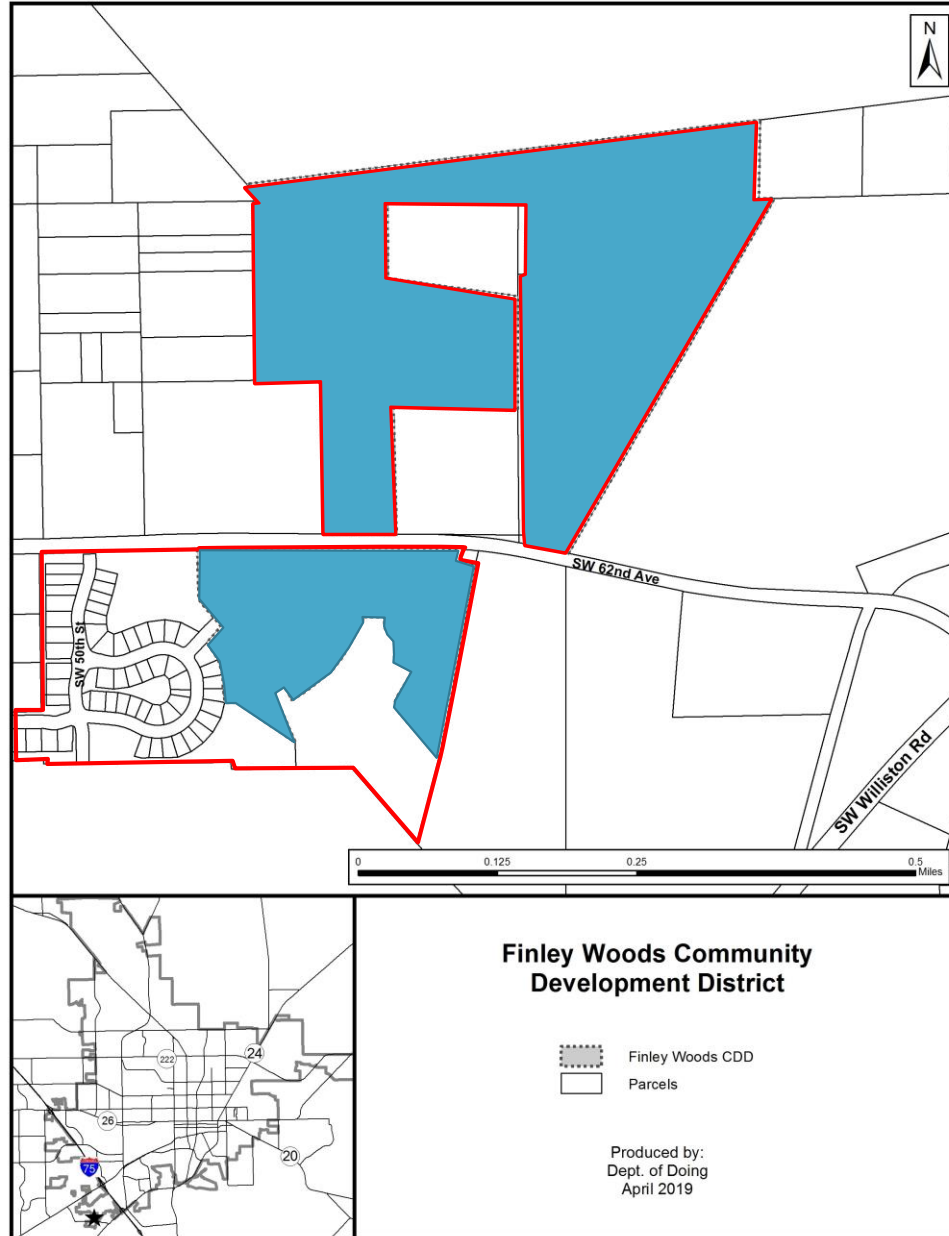 N
SW 62nd Ave
SW 50th St
SW Williston Rd
0 0.125 0.25 0.5
Miles
Finley Woods Community
Development District
Finley Woods CDD
Parcels
Produced by:
Dept. of Doing
April 2019
222
24
26
20
75